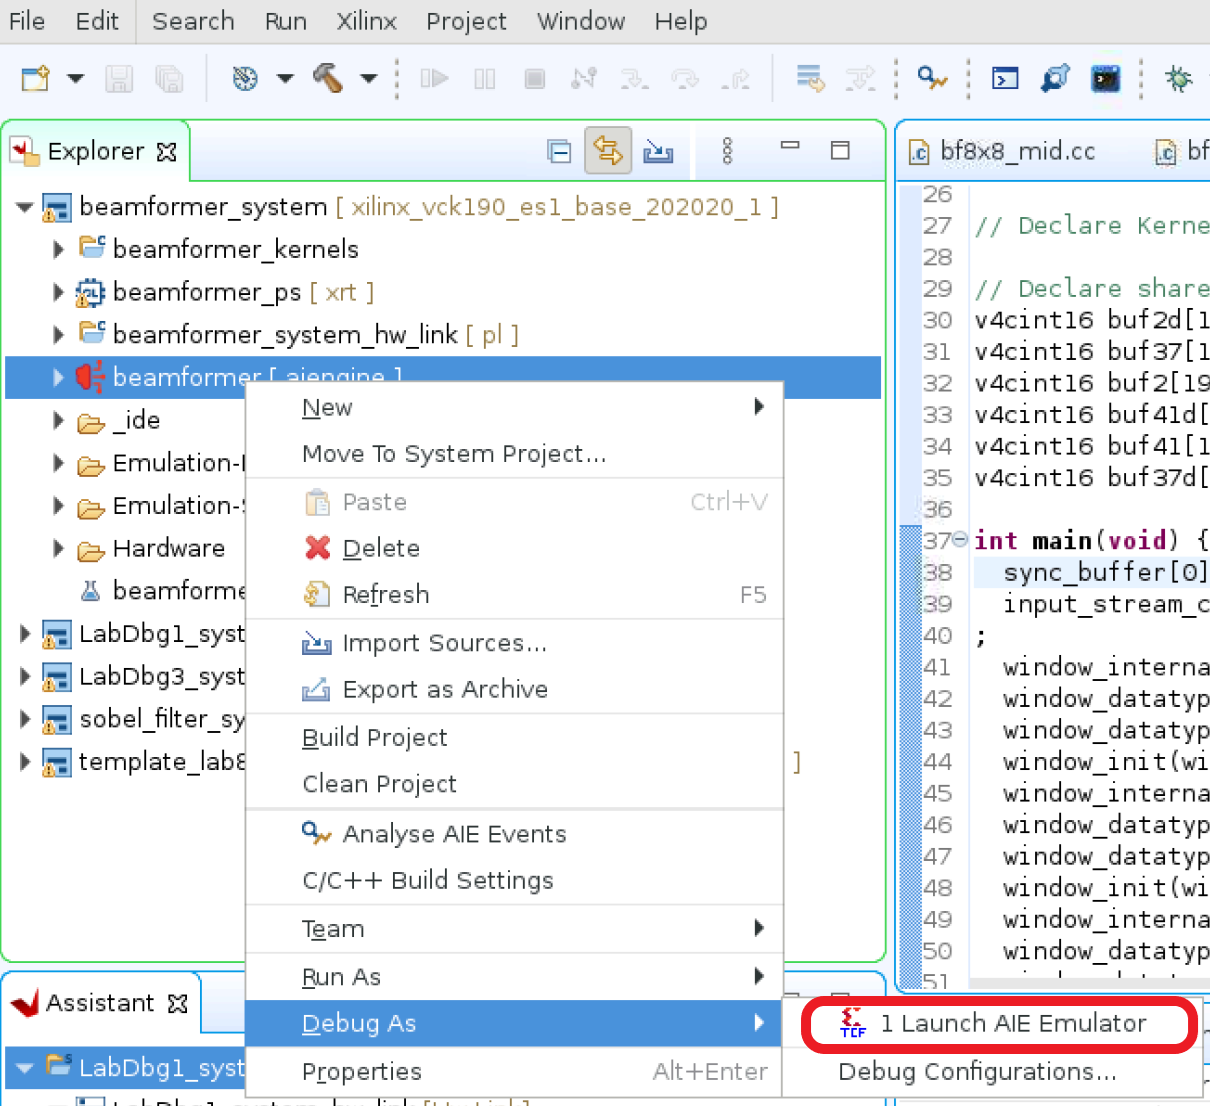 File Edit Search Run Xilinx Project Window Help
Explorer
beamformer_system [ xilinx_vck190_es1_base_202020_1 ]
beamformer_kernels
beamformer_ps [ xrt ]
beamformer_system_hw_link [ pl ]
beamformer [ aiengine ]
_ide
Emulation-
Emulation-S
Hardware
beamforme
LabDbg1_syst
LabDbg3_syst
sobel_filter_sy
template_lab8
]
New
Move To System Project...
Paste Ctrl+V
Delete
Refresh F5
Import Sources...
Export as Archive
Build Project
Clean Project
Analyse AIE Events
C/C++ Build Settings
Team
Run As
Debug As
Properties Alt+Enter
1 Launch AIE Emulator
Debug Configurations...
bf8x8_mid.cc bf
26
27 // Declare Kerne
28
29 // Declare share
30 v4cint16 buf2d[1
31 v4cint16 buf37[1
32 v4cint16 buf2[19
33 v4cint16 buf41d[
34 v4cint16 buf41[1
35 v4cint16 buf37d[
36
37 int main(void) {
38 sync_buffer[0]
39 input_stream_c
40 ;
41 window_interna
42 window_datatyp
43 window_datatyp
44 window_init(wi
45 window_interna
46 window_datatyp
47 window_datatyp
48 window_init(wi
49 window_interna
50 window_datatyp
51
Assistant
LabDbg1_syst
TCF